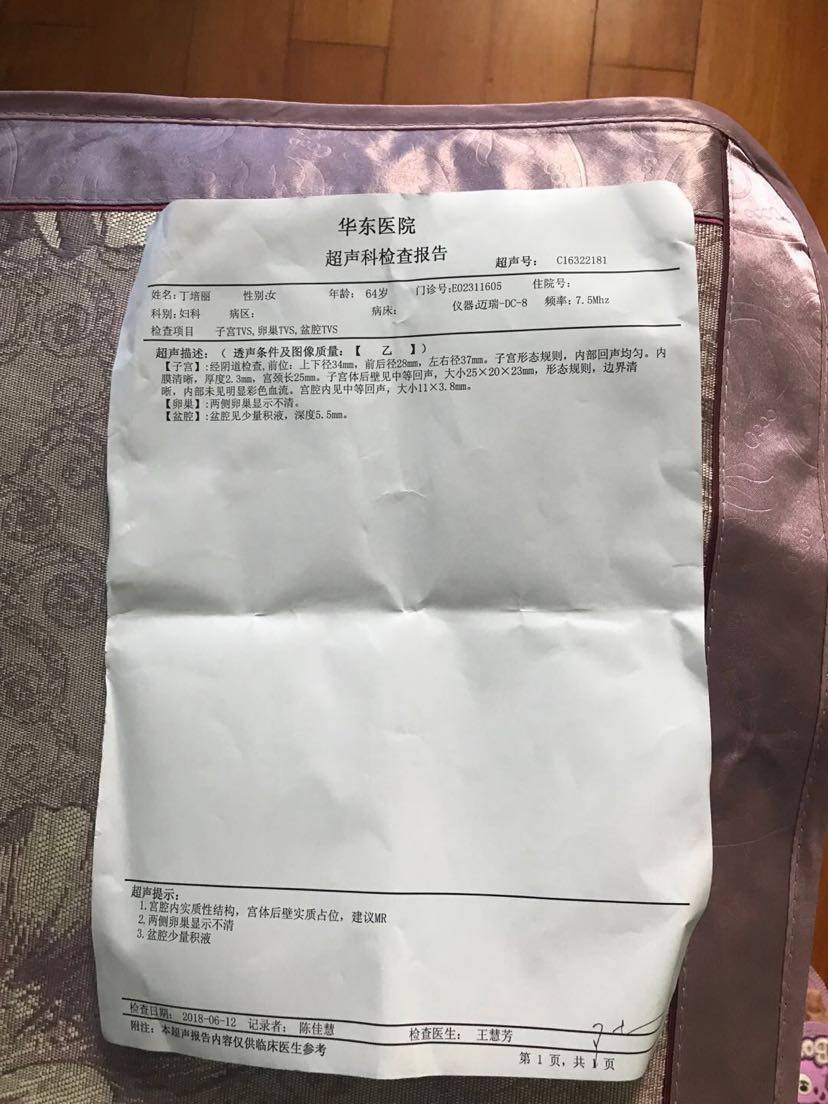 华东医院
超声科检查报告
超声号: C16322181
姓名:丁培丽 性别:女 年龄: 64岁 门诊号:E02311605 住院号:
科别:妇科 病区: 病床: 仪器:迈瑞-DC-8 频率:7.5Mhz
检查项目 子宫TVS,卵巢TVS,盆腔TVS
超声描述:( 透声条件及图像质量:【 乙 】)
【子宫】:经阴道检查,前位: 上下径34mm, 前后径28mm, 左右径37mm。子宫形态规则, 内部回声均匀。内
膜清晰, 厚度2.3mm, 宫颈长25mm。子宫体后壁见中等回声, 大小25×20×23mm, 形态规则, 边界清
晰, 内部未见明显彩色血流。宫腔内见中等回声, 大小11×3.8mm。
【卵巢】:两侧卵巢显示不清。
【盆腔】:盆腔见少量积液, 深度5.5mm。
超声提示:
1.宫腔内实质性结构, 宫体后壁实质占位, 建议MR
2.两侧卵巢显示不清
3.盆腔少量积液
检查日期: 2018-06-12 记录者: 陈佳慧 检查医生: 王慧芳
附注: 本超声报告内容仅供临床医生参考
第 1 页, 共 1 页